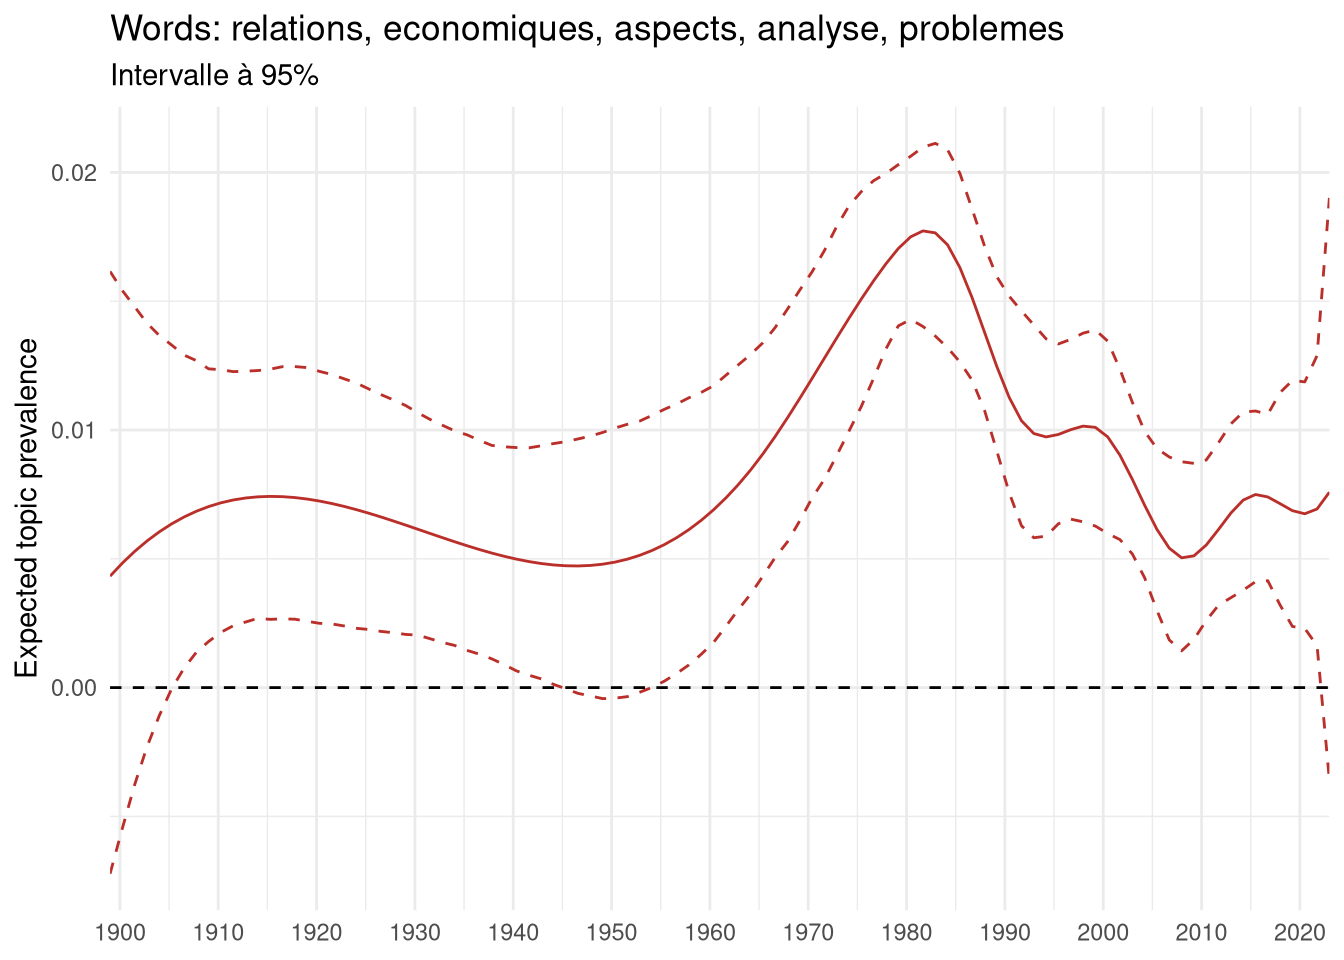 Words: relations, economiques, aspects, analyse, problemes
Intervalle à 95%
Expected topic prevalence
0.02
0.01
0.00
1900 1910 1920 1930 1940 1950 1960 1970 1980 1990 2000 2010 2020